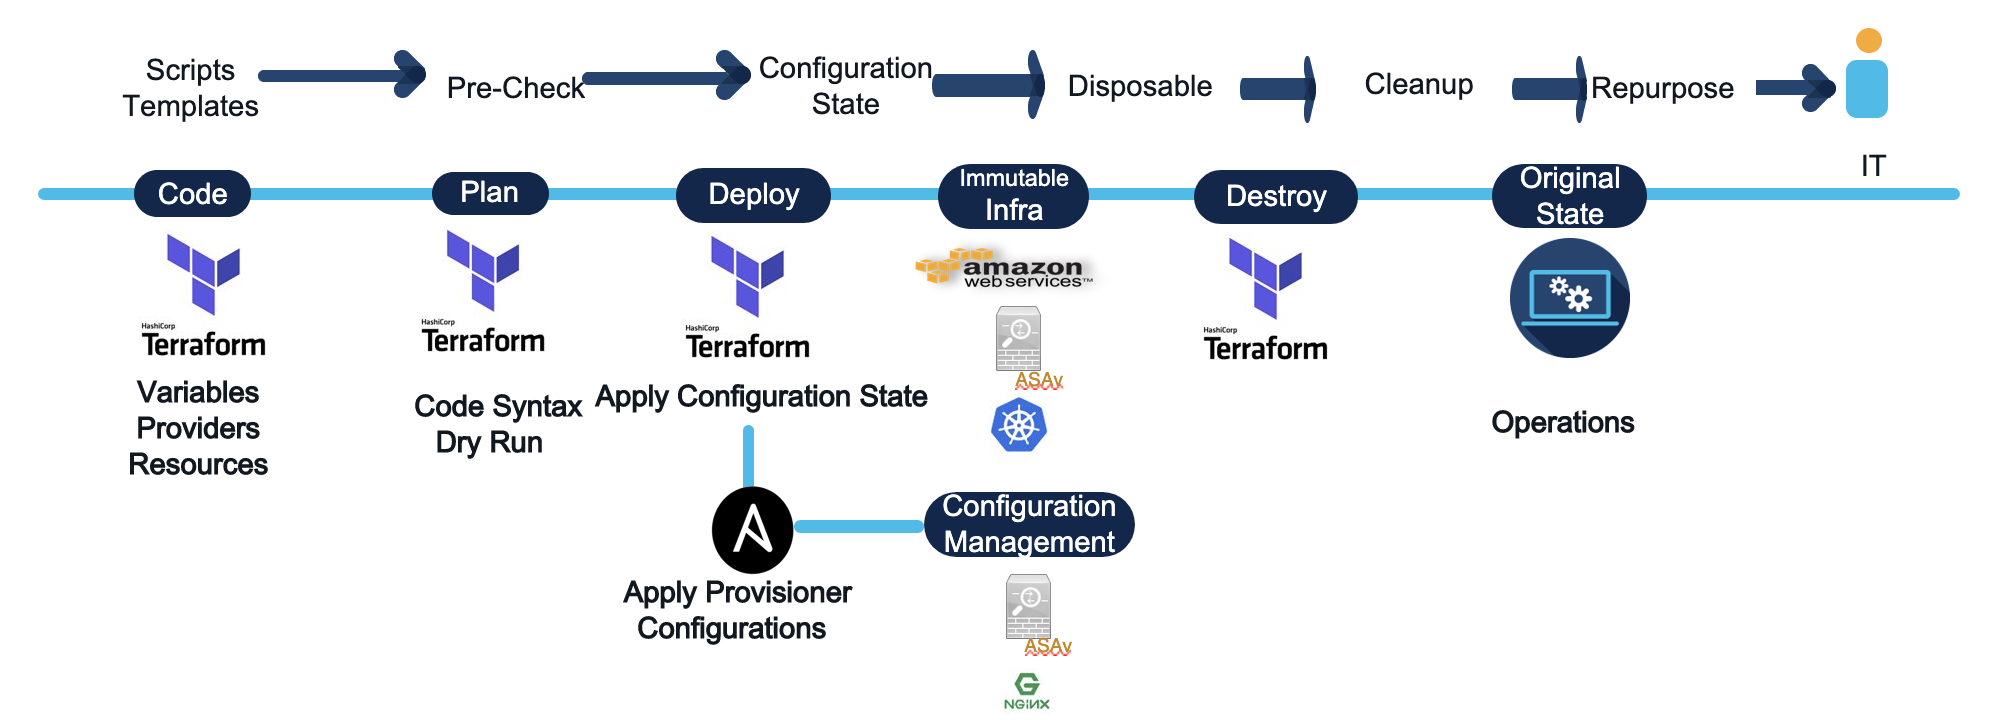 Scripts
Templates
Pre-Check
Configuration
State
Disposable
Cleanup
Repurpose
IT
Code
Plan
Deploy
Immutable
Infra
Destroy
Original
State
HashiCorp
Terraform
HashiCorp
Terraform
HashiCorp
Terraform
amazon
webservices™
HashiCorp
Terraform
ASAv
Variables
Providers
Resources
Code Syntax
Dry Run
Apply Configuration State
Operations
Configuration
Management
Apply Provisioner
Configurations
ASAv
NGINX